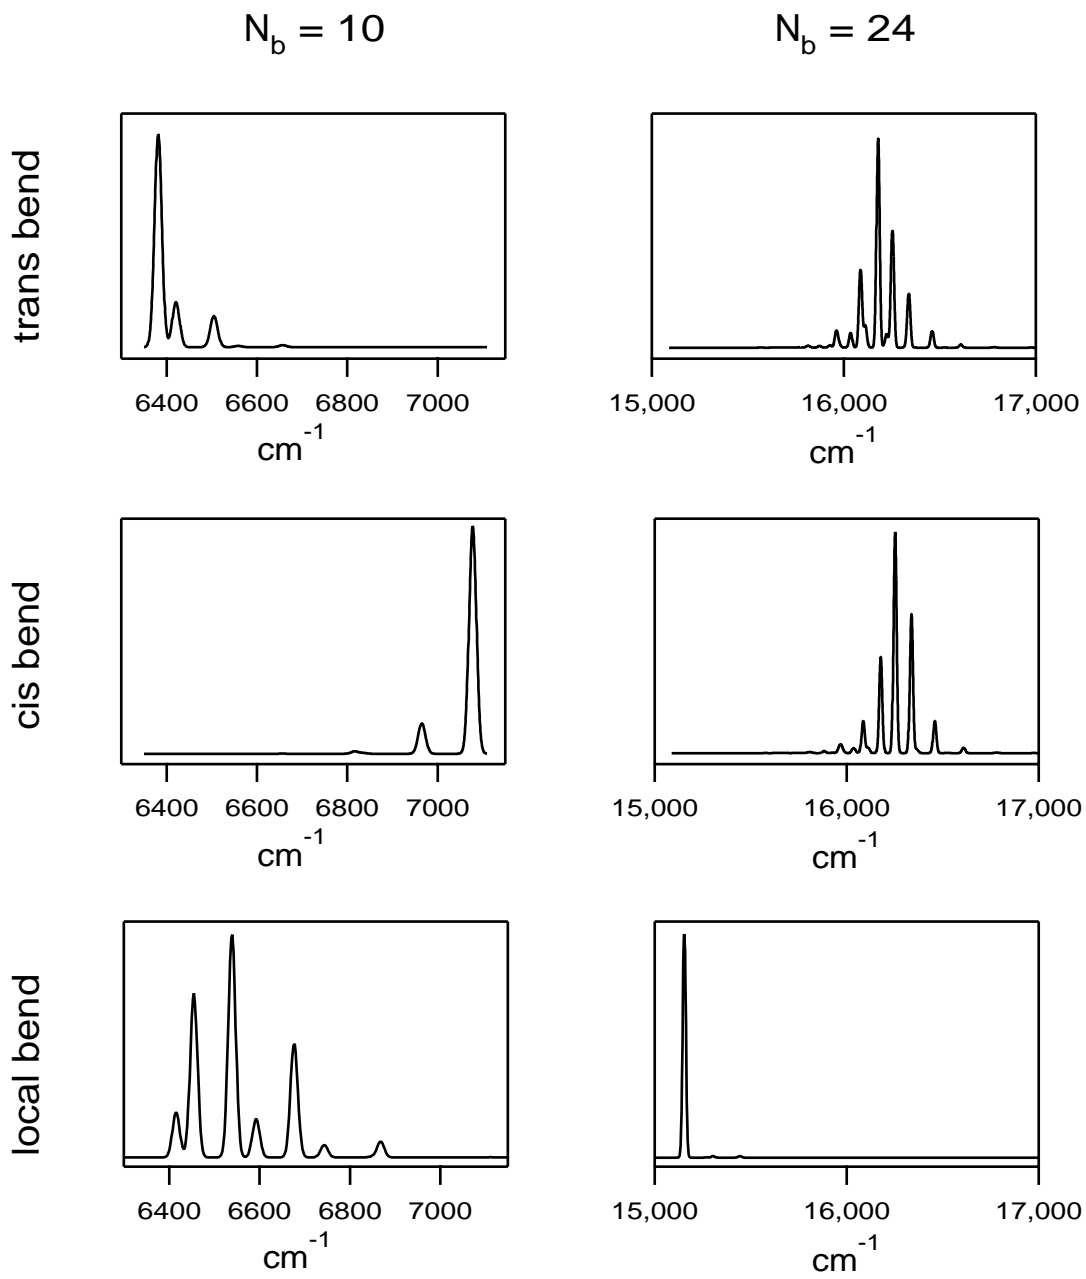 N_b = 10 N_b = 24
trans bend
6400 6600 6800 7000
cm^-1
15,000 16,000 17,000
cm^-1
cis bend
6400 6600 6800 7000
cm^-1
15,000 16,000 17,000
cm^-1
local bend
6400 6600 6800 7000
cm^-1
15,000 16,000 17,000
cm^-1